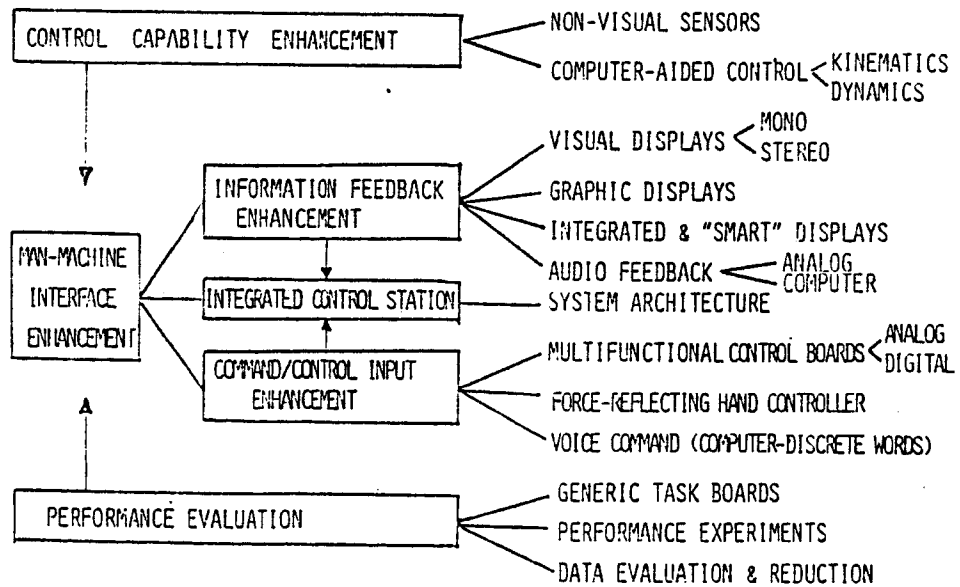 CONTROL CAPABILITY ENHANCEMENT
NON-VISUAL SENSORS
COMPUTER-AIDED CONTROL
KINEMATICS
DYNAMICS
VISUAL DISPLAYS
MONO
STEREO
INFORMATION FEEDBACK
ENHANCEMENT
GRAPHIC DISPLAYS
INTEGRATED & "SMART" DISPLAYS
AUDIO FEEDBACK
ANALOG
COMPUTER
MAN-MACHINE
INTERFACE
ENHANCEMENT
INTEGRATED CONTROL STATION
SYSTEM ARCHITECTURE
COMMAND/CONTROL INPUT
ENHANCEMENT
MULTIFUNCTIONAL CONTROL BOARDS
ANALOG
DIGITAL
FORCE-REFLECTING HAND CONTROLLER
VOICE COMMAND (COMPUTER-DISCRETE WORDS)
PERFORMANCE EVALUATION
GENERIC TASK BOARDS
PERFORMANCE EXPERIMENTS
DATA EVALUATION & REDUCTION